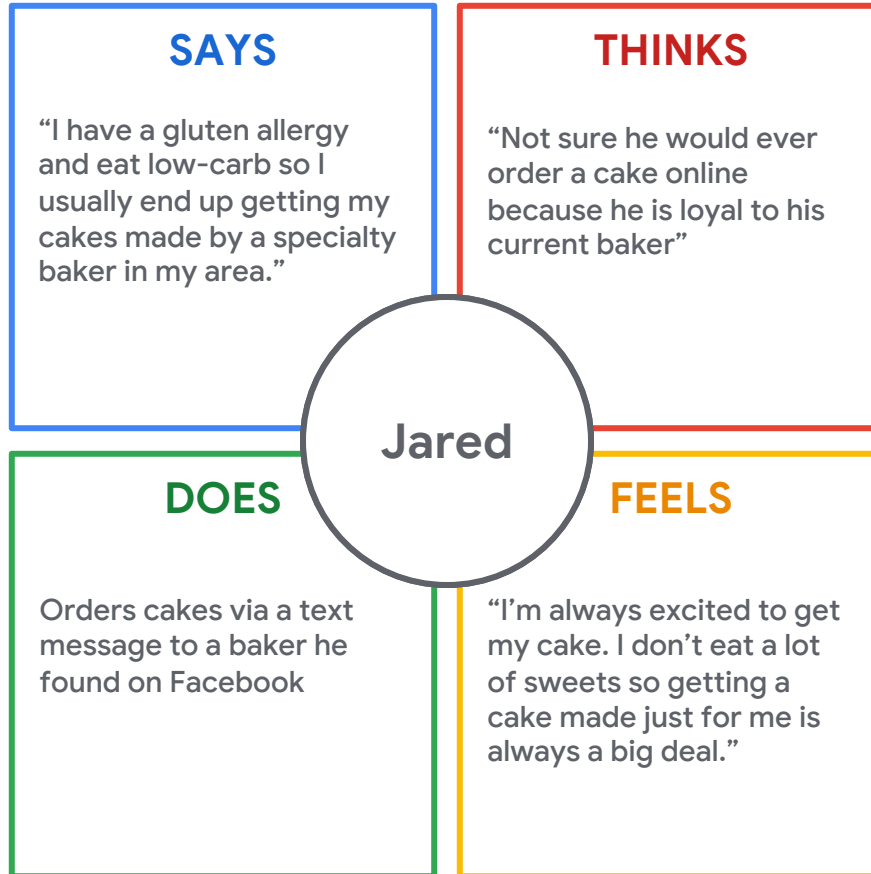 SAYS
“I have a gluten allergy
and eat low-carb so I
usually end up getting my
cakes made by a specialty
baker in my area.”
THINKS
“Not sure he would ever
order a cake online
because he is loyal to his
current baker”
Jared
DOES
Orders cakes via a text
message to a baker he
found on Facebook
FEELS
“I’m always excited to get
my cake. I don’t eat a lot
of sweets so getting a
cake made just for me is
always a big deal.”